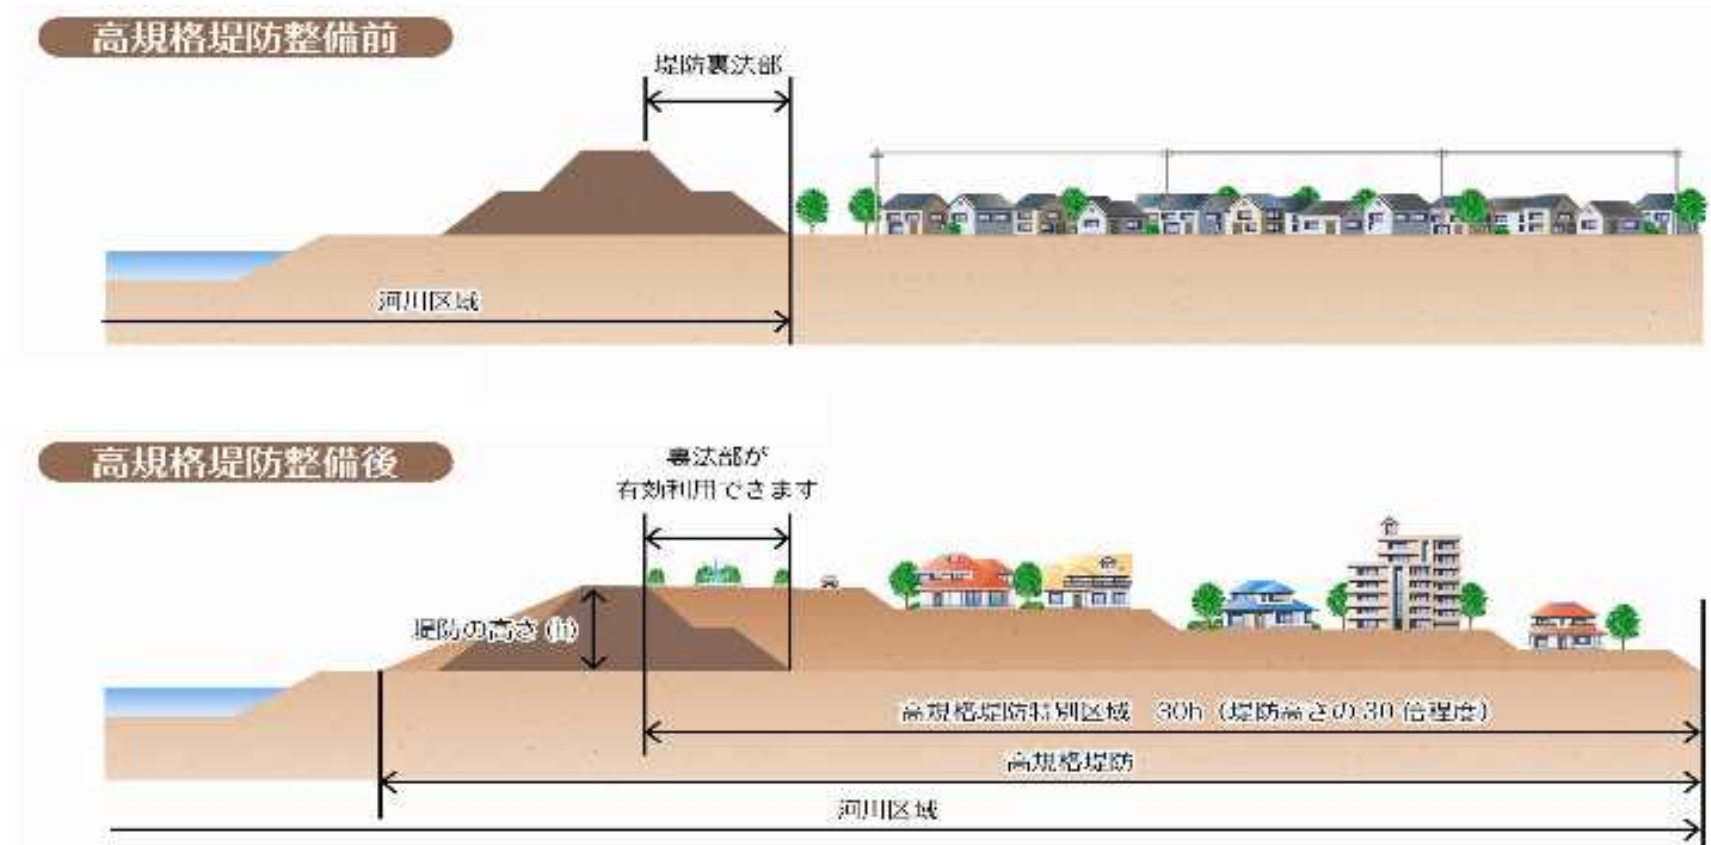 高規格堤防整備前
堤防裏法部
河川区域
高規格堤防整備後
裏法部が
有効利用できます
堤防の高さ(h)
高規格堤防特別区域　30h（堤防高さの30倍程度）
高規格堤防
河川区域